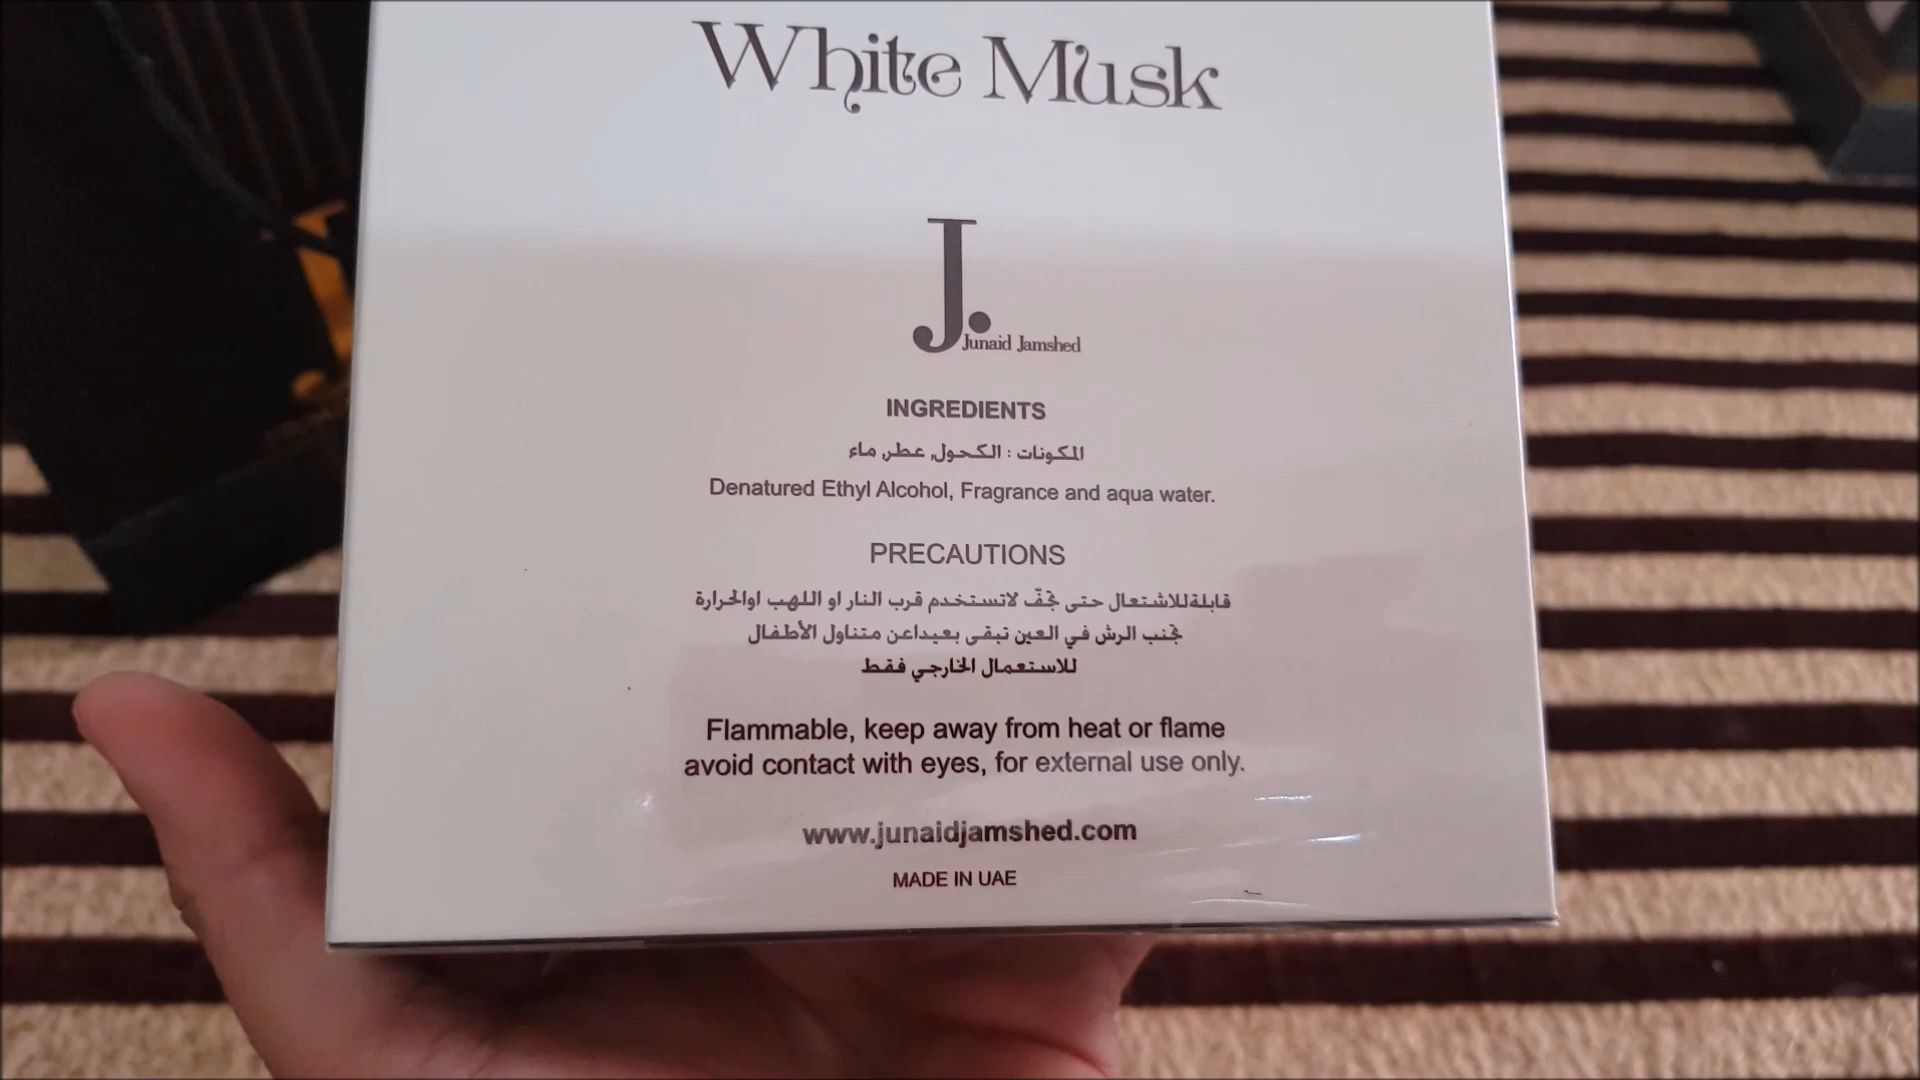 White Musk
J.
Junaid Jamshed
INGREDIENTS
المكونات : الكحول, عطر, ماء
Denatured Ethyl Alcohol, Fragrance and aqua water.
PRECAUTIONS
قابلةللاشتعال حتى تجفّ لاتستخدم قرب النار او اللهب اوالحرارة
تجنب الرش في العين تبقى بعيداعن متناول الأطفال
للاستعمال الخارجي فقط
Flammable, keep away from heat or flame
avoid contact with eyes, for external use only.
www.junaidjamshed.com
MADE IN UAE